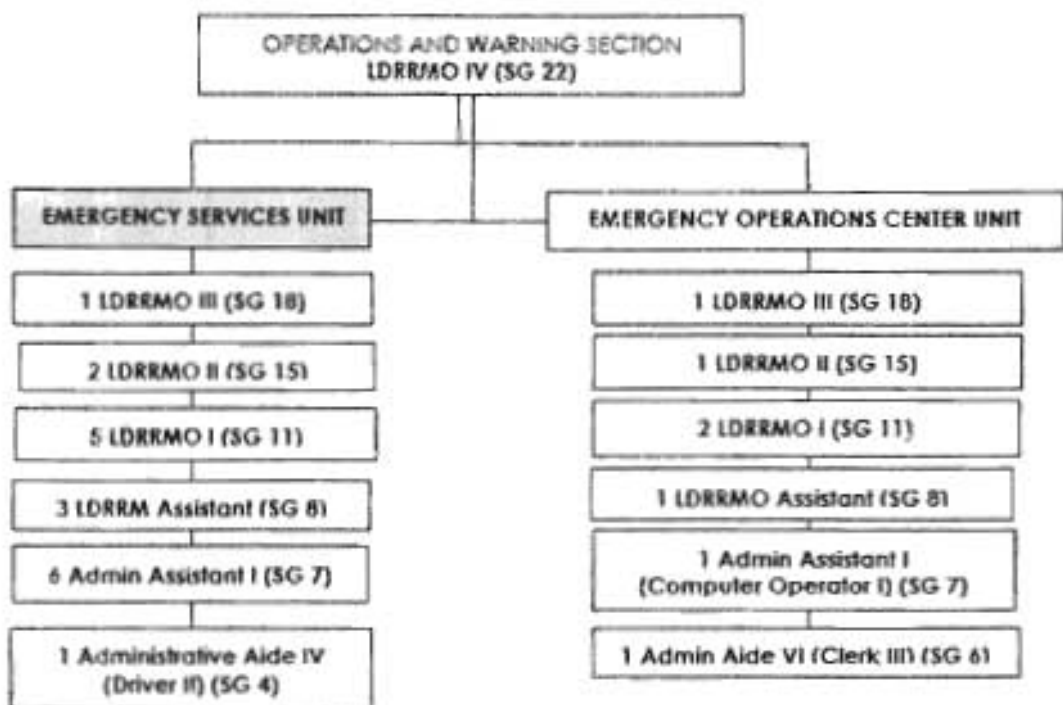 OPERATIONS AND WARNING SECTION
LDRRMO IV (SG 22)
EMERGENCY SERVICES UNIT
1 LDRRMO III (SG 18)
2 LDRRMO II (SG 15)
5 LDRRMO I (SG 11)
3 LDRRM Assistant (SG 8)
6 Admin Assistant I (SG 7)
1 Administrative Aide IV
(Driver II) (SG 4)
EMERGENCY OPERATIONS CENTER UNIT
1 LDRRMO III (SG 18)
1 LDRRMO II (SG 15)
2 LDRRMO I (SG 11)
1 LDRRMO Assistant (SG 8)
1 Admin Assistant I
(Computer Operator I) (SG 7)
1 Admin Aide VI (Clerk III) (SG 6)